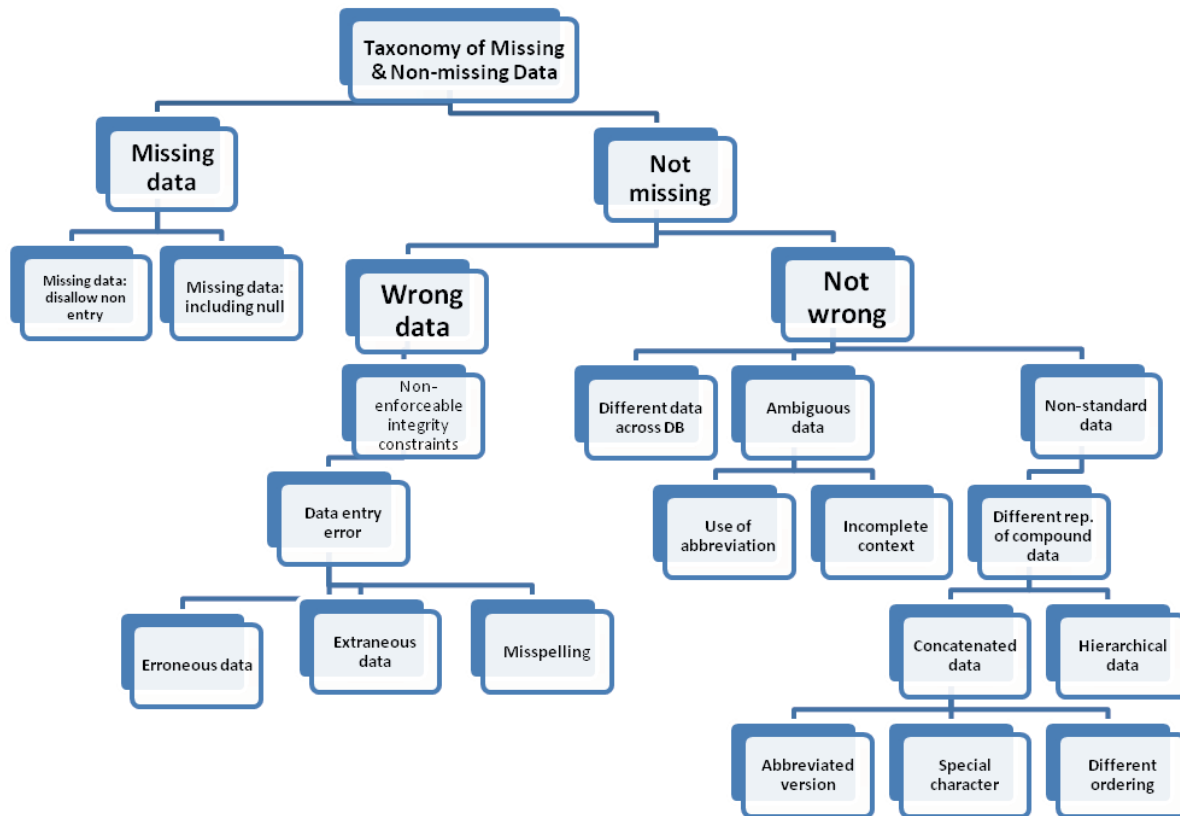 Taxonomy of Missing
& Non-missing Data
Missing
data
Not
missing
Missing data:
disallow non
entry
Missing data:
including null
Wrong
data
Not
wrong
Non-
enforceable
integrity
constraints
Different data
across DB
Ambiguous
data
Non-standard
data
Data entry
error
Use of
abbreviation
Incomplete
context
Different rep.
of compound
data
Erroneous data
Extraneous
data
Misspelling
Concatenated
data
Hierarchical
data
Abbreviated
version
Special
character
Different
ordering